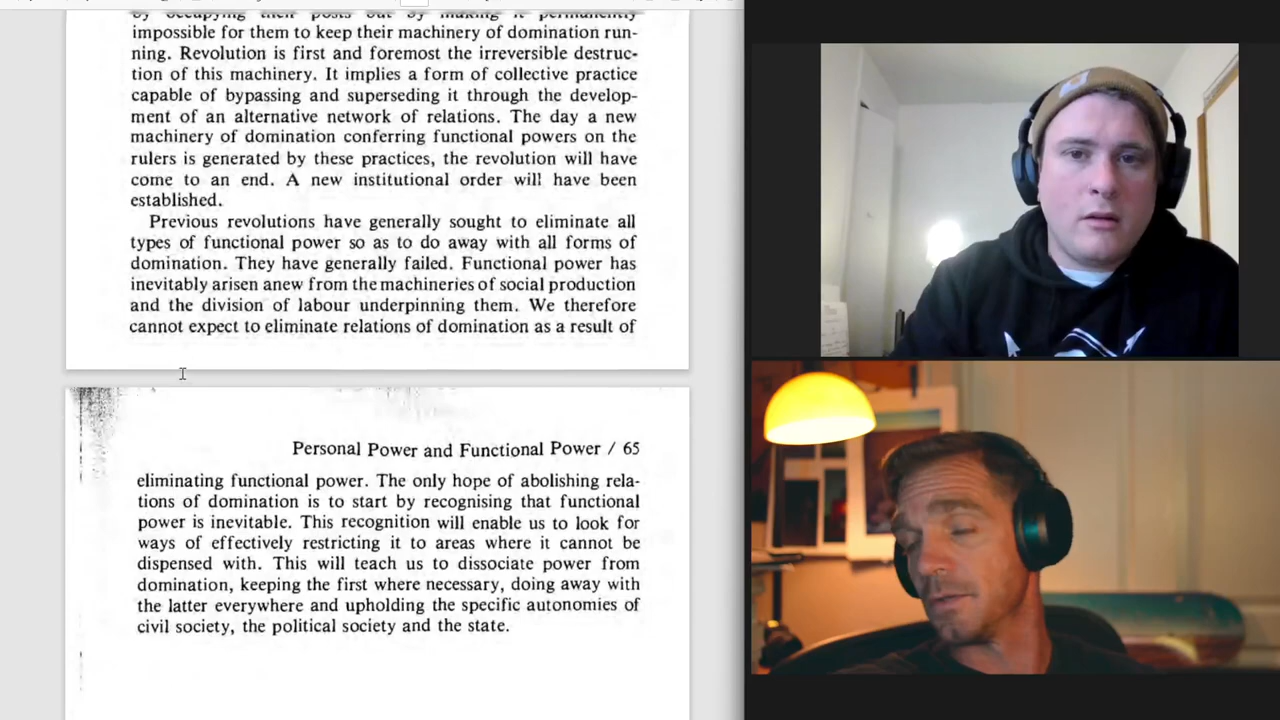 by occupying their posts but by making it permanently
impossible for them to keep their machinery of domination run-
ning. Revolution is first and foremost the irreversible destruc-
tion of this machinery. It implies a form of collective practice
capable of bypassing and superseding it through the develop-
ment of an alternative network of relations. The day a new
machinery of domination conferring functional powers on the
rulers is generated by these practices, the revolution will have
come to an end. A new institutional order will have been
established.
Previous revolutions have generally sought to eliminate all
types of functional power so as to do away with all forms of
domination. They have generally failed. Functional power has
inevitably arisen anew from the machineries of social production
and the division of labour underpinning them. We therefore
cannot expect to eliminate relations of domination as a result of
Personal Power and Functional Power / 65
eliminating functional power. The only hope of abolishing rela-
tions of domination is to start by recognising that functional
power is inevitable. This recognition will enable us to look for
ways of effectively restricting it to areas where it cannot be
dispensed with. This will teach us to dissociate power from
domination, keeping the first where necessary, doing away with
the latter everywhere and upholding the specific autonomies of
civil society, the political society and the state.